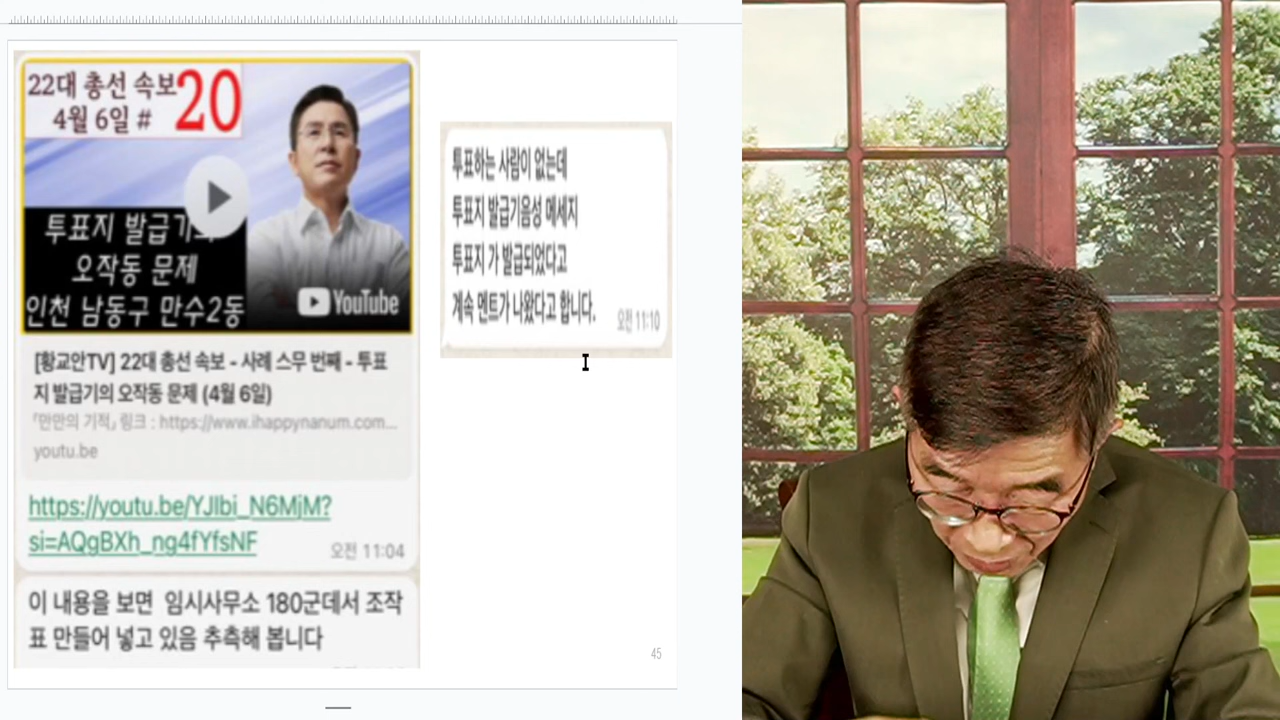 22대 총선 속보
4월 6일 # 20
투표지 발급기의
오작동 문제
인천 남동구 만수2동
YouTube
[황교안TV] 22대 총선 속보 - 사례 스무 번째 - 투표
지 발급기의 오작동 문제 (4월 6일)
「만만의 기적」 링크 : https://www.ihappynanum.com...
youtu.be
https://youtu.be/YJlbi_N6MjM?
si=AQgBXh_ng4fYfsNF
오전 11:04
이 내용을 보면 임시사무소 180군데서 조작
표 만들어 넣고 있음 추측해 봅니다
투표하는 사람이 없는데
투표지 발급기음성 메세지
투표지 가 발급되었다고
계속 멘트가 나왔다고 합니다.
오전 11:10
45